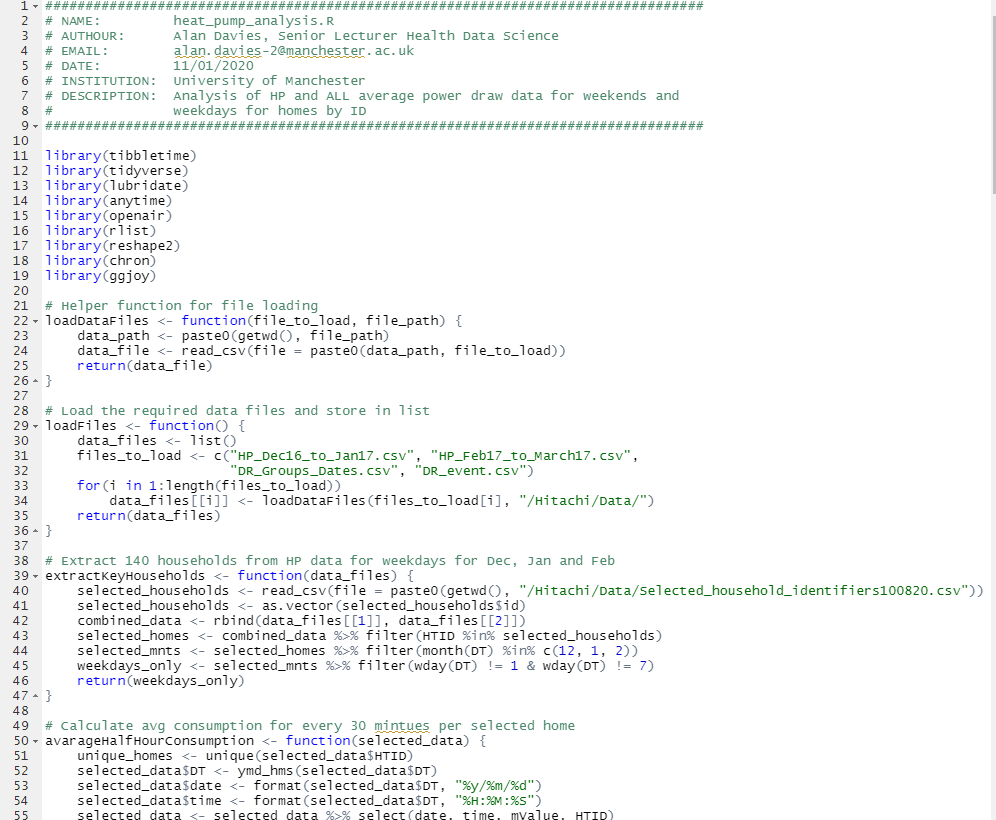 1 ##################################################################################
2 # NAME: heat_pump_analysis.R
3 # AUTHOUR: Alan Davies, Senior Lecturer Health Data Science
4 # EMAIL: alan.davies-2@manchester.ac.uk
5 # DATE: 11/01/2020
6 # INSTITUTION: University of Manchester
7 # DESCRIPTION: Analysis of HP and ALL average power draw data for weekends and
8 # weekdays for homes by ID
9 ##################################################################################
10
11 library(tibbletime)
12 library(tidyverse)
13 library(lubridate)
14 library(anytime)
15 library(openair)
16 library(rlist)
17 library(reshape2)
18 library(chron)
19 library(ggjoy)
20
21 # Helper function for file loading
22 loadDataFiles <- function(file_to_load, file_path) {
23     data_path <- paste0(getwd(), file_path)
24     data_file <- read_csv(file = paste0(data_path, file_to_load))
25     return(data_file)
26 }
27
28 # Load the required data files and store in list
29 loadFiles <- function() {
30     data_files <- list()
31     files_to_load <- c("HP_Dec16_to_Jan17.csv", "HP_Feb17_to_March17.csv",
32                        "DR_Groups_Dates.csv", "DR_event.csv")
33     for(i in 1:length(files_to_load))
34         data_files[[i]] <- loadDataFiles(files_to_load[i], "/Hitachi/Data/")
35     return(data_files)
36 }
37
38 # Extract 140 households from HP data for weekdays for Dec, Jan and Feb
39 extractKeyHouseholds <- function(data_files) {
40     selected_households <- read_csv(file = paste0(getwd(), "/Hitachi/Data/Selected_household_identifiers100820.csv"))
41     selected_households <- as.vector(selected_households$id)
42     combined_data <- rbind(data_files[[1]], data_files[[2]])
43     selected_homes <- combined_data %>% filter(HTID %in% selected_households)
44     selected_mnts <- selected_homes %>% filter(month(DT) %in% c(12, 1, 2))
45     weekdays_only <- selected_mnts %>% filter(wday(DT) != 1 & wday(DT) != 7)
46     return(weekdays_only)
47 }
48
49 # Calculate avg consumption for every 30 mintues per selected home
50 avarageHalfHourConsumption <- function(selected_data) {
51     unique_homes <- unique(selected_data$HTID)
52     selected_data$DT <- ymd_hms(selected_data$DT)
53     selected_data$date <- format(selected_data$DT, "%y/%m/%d")
54     selected_data$time <- format(selected_data$DT, "%H:%M:%S")
55     selected_data <- selected_data %>% select(date, time, mValue, HTID)